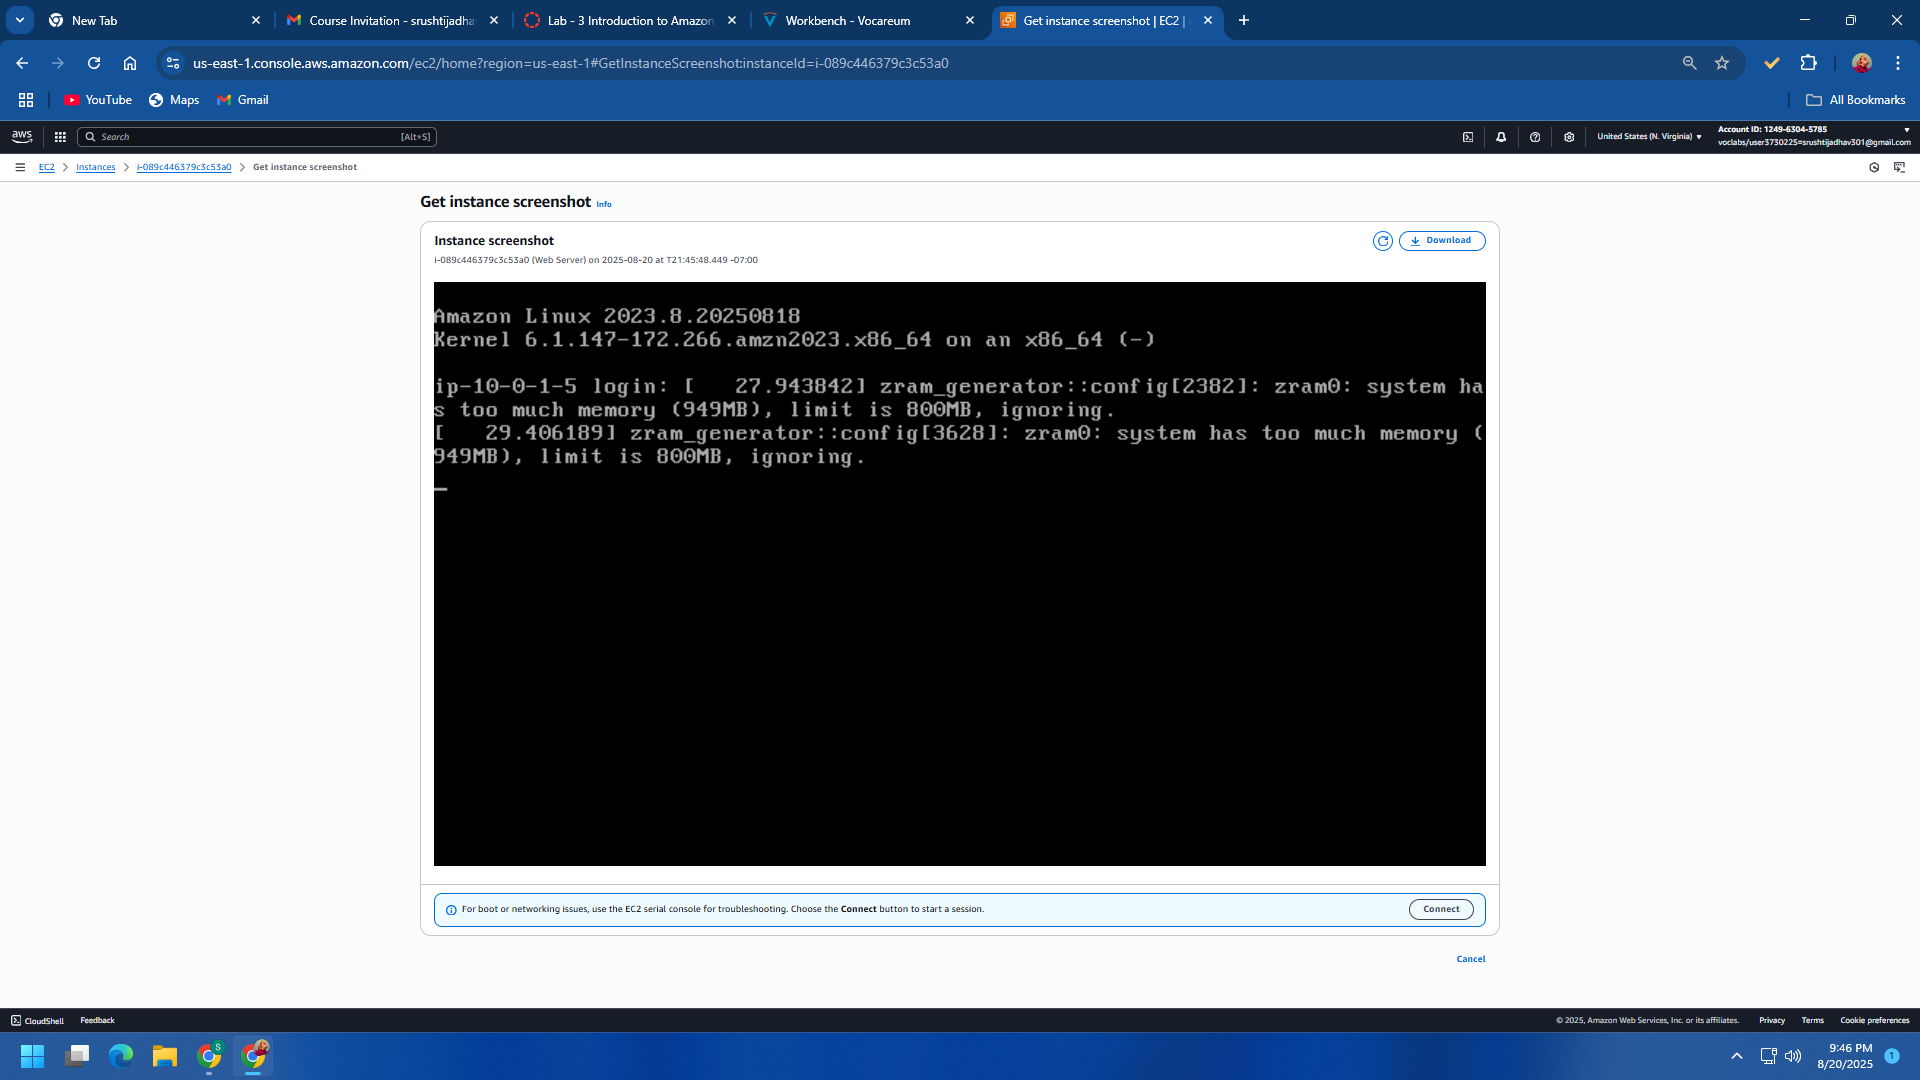 New Tab
Course Invitation - srushtijadha
Lab - 3 Introduction to Amazon
Workbench - Vocareum
Get instance screenshot | EC2 |
us-east-1.console.aws.amazon.com/ec2/home?region=us-east-1#GetInstanceScreenshot:instanceId=i-089c446379c3c53a0
YouTube
Maps
Gmail
All Bookmarks
aws
Search
[Alt+S]
United States (N. Virginia)
Account ID: 1249-6304-5785
voclabs/user3730225=srushtijadhav301@gmail.com
EC2
Instances
i-089c446379c3c53a0
Get instance screenshot
Get instance screenshot Info
Instance screenshot
Download
i-089c446379c3c53a0 (Web Server) on 2025-08-20 at T21:45:48.449 -07:00
Amazon Linux 2023.8.20250818
Kernel 6.1.147-172.266.amzn2023.x86_64 on an x86_64 (-)
ip-10-0-1-5 login: [   27.943842] zram_generator::config[2382]: zram0: system ha
s too much memory (949MB), limit is 800MB, ignoring.
[   29.406189] zram_generator::config[3628]: zram0: system has too much memory (
949MB), limit is 800MB, ignoring.
For boot or networking issues, use the EC2 serial console for troubleshooting. Choose the Connect button to start a session.
Connect
Cancel
CloudShell
Feedback
© 2025, Amazon Web Services, Inc. or its affiliates.
Privacy
Terms
Cookie preferences
S
9:46 PM
8/20/2025
1